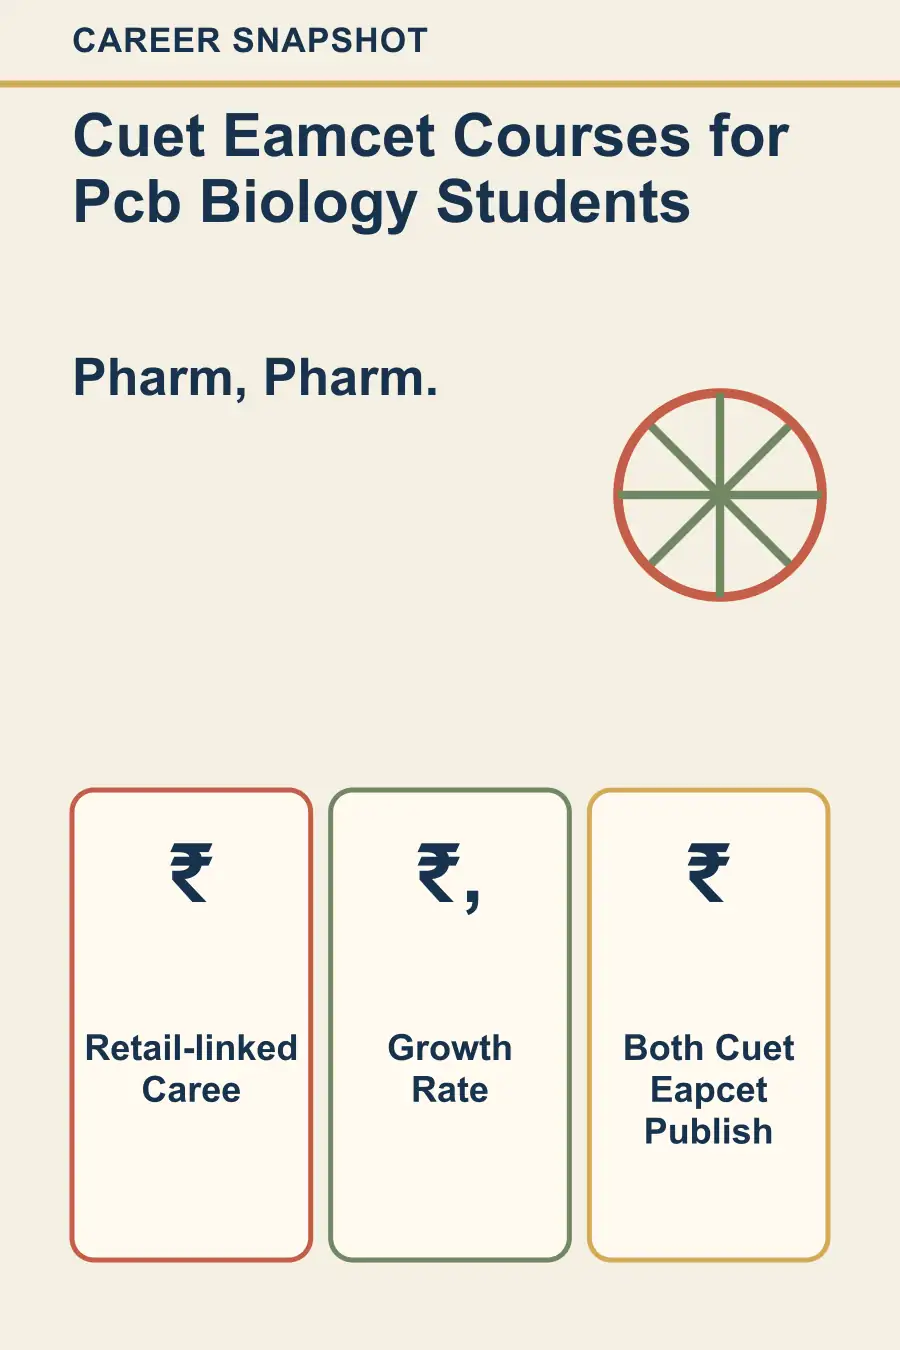 CAREER SNAPSHOT
Cuet Eamcet Courses for
Pcb Biology Students
Pharm, Pharm.
₹
Retail-linked
Caree
₹,
Growth
Rate
₹
Both Cuet
Eapcet
Publish